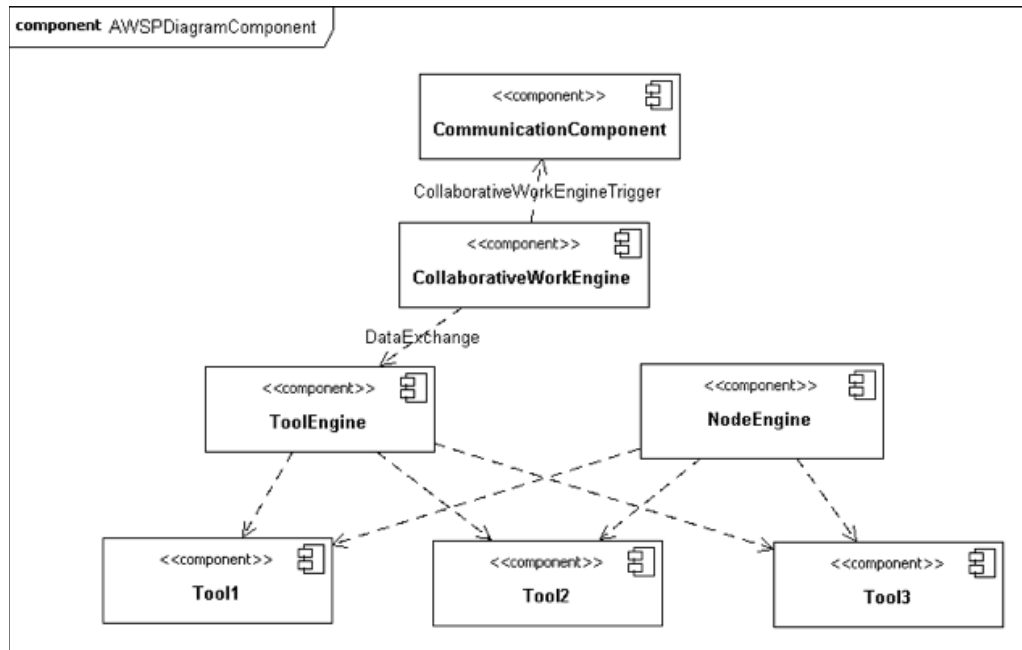 component AWSPDiagramComponent
<<component>>
CommunicationComponent
CollaborativeWorkEngineTrigger
<<component>>
CollaborativeWorkEngine
DataExchange
<<component>>
ToolEngine
<<component>>
NodeEngine
<<component>>
Tool1
<<component>>
Tool2
<<component>>
Tool3